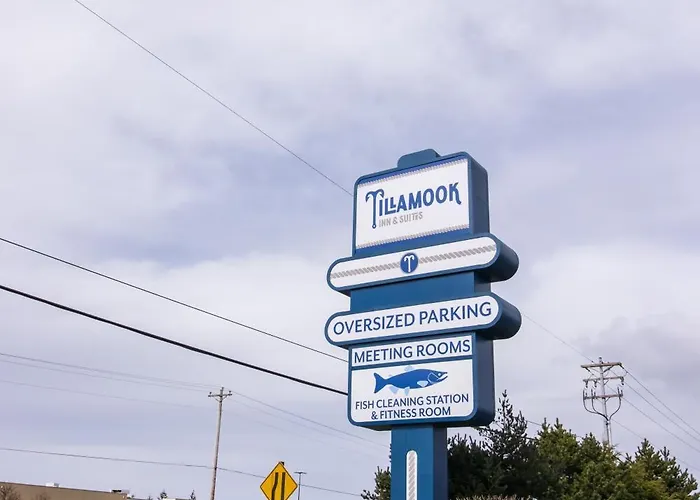 TILLAMOOK
INN & SUITES
T
OVERSIZED PARKING
MEETING ROOMS
FISH CLEANING STATION
& FITNESS ROOM